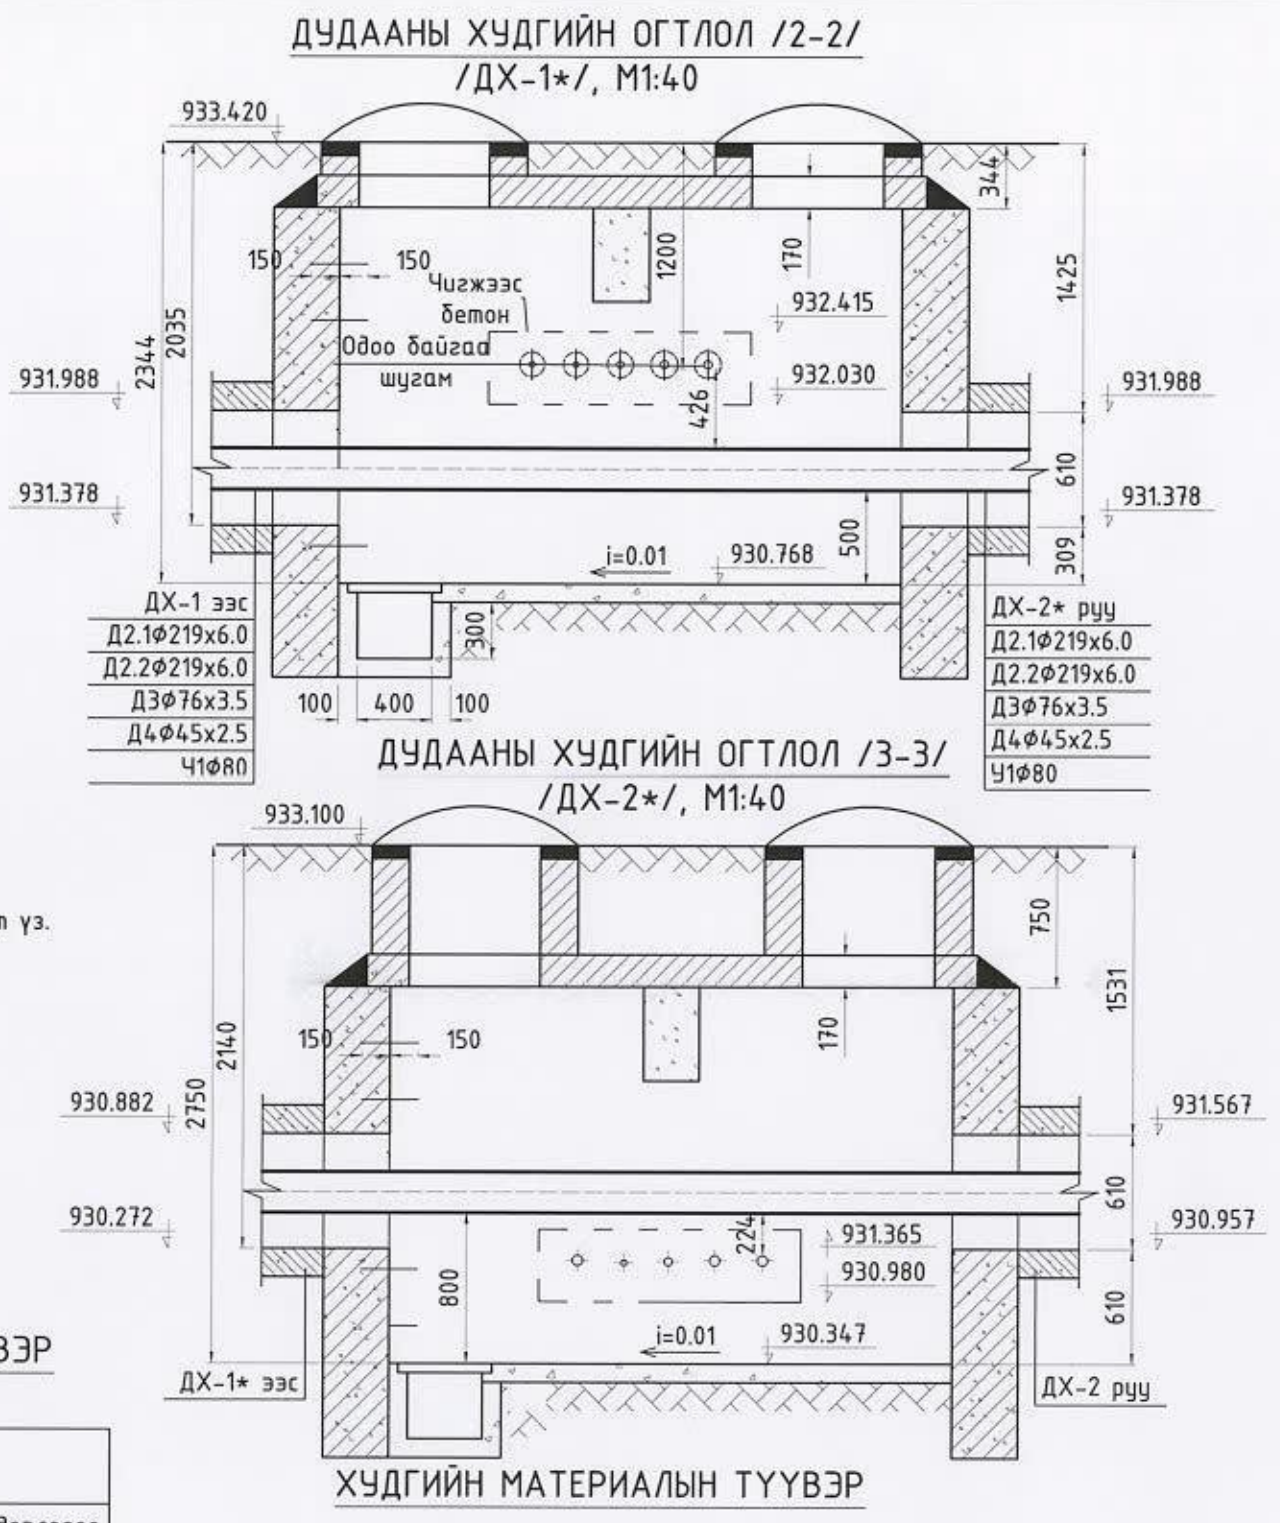 ДУДААНЫ ХУДГИЙН ОГТЛОЛ /2-2/
/ДХ-1*/, М1:40
933.420
344
150
150
1200
170
1425
Чигжээс
бетон
932.415
2344
2035
Одоо байгаа
шугам
931.988
932.030
931.988
426
610
931.378
931.378
500
i=0.01
930.768
309
ДХ-1 ээс
Д2.1Ф219х6.0
Д2.2Ф219х6.0
Д3Ф76х3.5
Д4Ф45х2.5
Ч1Ф80
300
100
400
100
ДХ-2* руу
Д2.1Ф219х6.0
Д2.2Ф219х6.0
Д3Ф76х3.5
Д4Ф45х2.5
У1Ф80
ДУДААНЫ ХУДГИЙН ОГТЛОЛ /3-3/
/ДХ-2*/, М1:40
933.100
үз.
750
1531
150
150
170
2140
2750
930.882
931.567
610
930.272
930.957
224
931.365
930.980
800
610
i=0.01
930.347
ВЭР
ДХ-1* ээс
ДХ-2 руу
ХУДГИЙН МАТЕРИАЛЫН ТҮҮВЭР